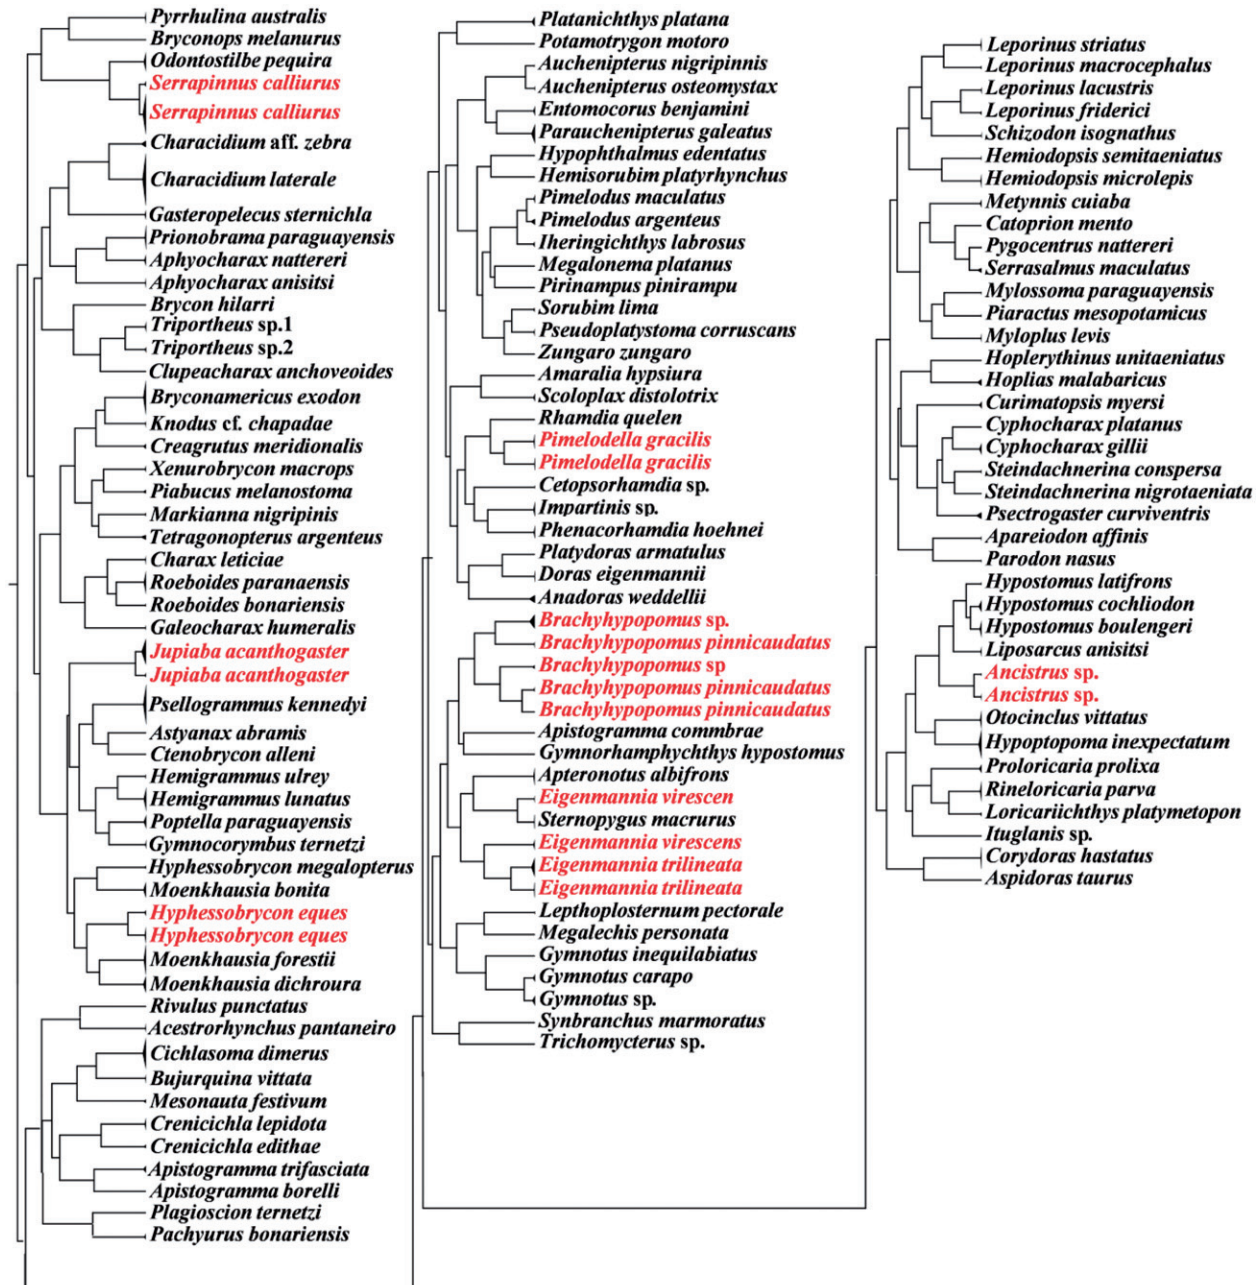 Pyrrhulina australis
Bryconops melanurus
Odontostilbe pequira
Serrapinnus calliurus
Serrapinnus calliurus
Characidium aff. zebra
Characidium laterale
Gasteropelecus sternichla
Prionobrama paraguayensis
Aphyocharax nattereri
Aphyocharax anisitsi
Brycon hilarri
Triportheus sp.1
Triportheus sp.2
Clupeacharax anchoveoides
Bryconamericus exodon
Knodus cf. chapadae
Creagrutus meridionalis
Xenurobrycon macrops
Piabucus melanostoma
Markianna nigripinis
Tetragonopterus argenteus
Charax leticiae
Roeboides paranaensis
Roeboides bonariensis
Galeocharax humeralis
Jupiaba acanthogaster
Jupiaba acanthogaster
Psellogrammus kennedyi
Astyanax abramis
Ctenobrycon alleni
Hemigrammus ulrey
Hemigrammus lunatus
Poptella paraguayensis
Gymnocorymbus ternetzi
Hyphessobrycon megalopterus
Moenkhausia bonita
Hyphessobrycon eques
Hyphessobrycon eques
Moenkhausia forestii
Moenkhausia dichroura
Rivulus punctatus
Acestrorhynchus pantaneiro
Cichlasoma dimerus
Bujurquina vittata
Mesonauta festivum
Crenicichla lepidota
Crenicichla edithae
Apistogramma trifasciata
Apistogramma borelli
Plagioscion ternetzi
Pachyurus bonariensis
Platanichthys platana
Potamotrygon motoro
Auchenipterus nigripinnis
Auchenipterus osteomystax
Entomocorus benjamini
Parauchenipterus galeatus
Hypophthalmus edentatus
Hemisorubim platyrhynchus
Pimelodus maculatus
Pimelodus argenteus
Iheringichthys labrosus
Megalonema platanus
Pirinampus pinirampu
Sorubim lima
Pseudoplatystoma corruscans
Zungaro zungaro
Amaralia hypsiura
Scoloplax distolotrix
Rhamdia quelen
Pimelodella gracilis
Pimelodella gracilis
Cetopsorhamdia sp.
Impartinis sp.
Phenacorhamdia hoehnei
Platydoras armatulus
Doras eigenmannii
Anadoras weddellii
Brachyhypopomus sp.
Brachyhypopomus pinnicaudatus
Brachyhypopomus sp
Brachyhypopomus pinnicaudatus
Brachyhypopomus pinnicaudatus
Apistogramma commbrae
Gymnorhamphychthys hypostomus
Apteronotus albifrons
Eigenmannia virescen
Sternopygus macrurus
Eigenmannia virescens
Eigenmannia trilineata
Eigenmannia trilineata
Lepthoplosternum pectorale
Megalechis personata
Gymnotus inequilabiatus
Gymnotus carapo
Gymnotus sp.
Synbranchus marmoratus
Trichomycterus sp.
Leporinus striatus
Leporinus macrocephalus
Leporinus lacustris
Leporinus friderici
Schizodon isognathus
Hemiodopsis semitaeniatus
Hemiodopsis microlepis
Metynnis cuiaba
Catoprion mento
Pygocentrus nattereri
Serrasalmus maculatus
Mylossoma paraguayensis
Piaractus mesopotamicus
Myloplus levis
Hoplerythinus unitaeniatus
Hoplias malabaricus
Curimatopsis myersi
Cyphocharax platanus
Cyphocharax gillii
Steindachnerina conspersa
Steindachnerina nigrotaeniata
Psectrogaster curviventris
Apareiodon affinis
Parodon nasus
Hypostomus latifrons
Hypostomus cochliodon
Hypostomus boulengeri
Liposarcus anisitsi
Ancistrus sp.
Ancistrus sp.
Otocinclus vittatus
Hypoptopoma inexpectatum
Proloricaria prolixa
Rineloricaria parva
Loricariichthys platymetopon
Ituglanis sp.
Corydoras hastatus
Aspidoras taurus